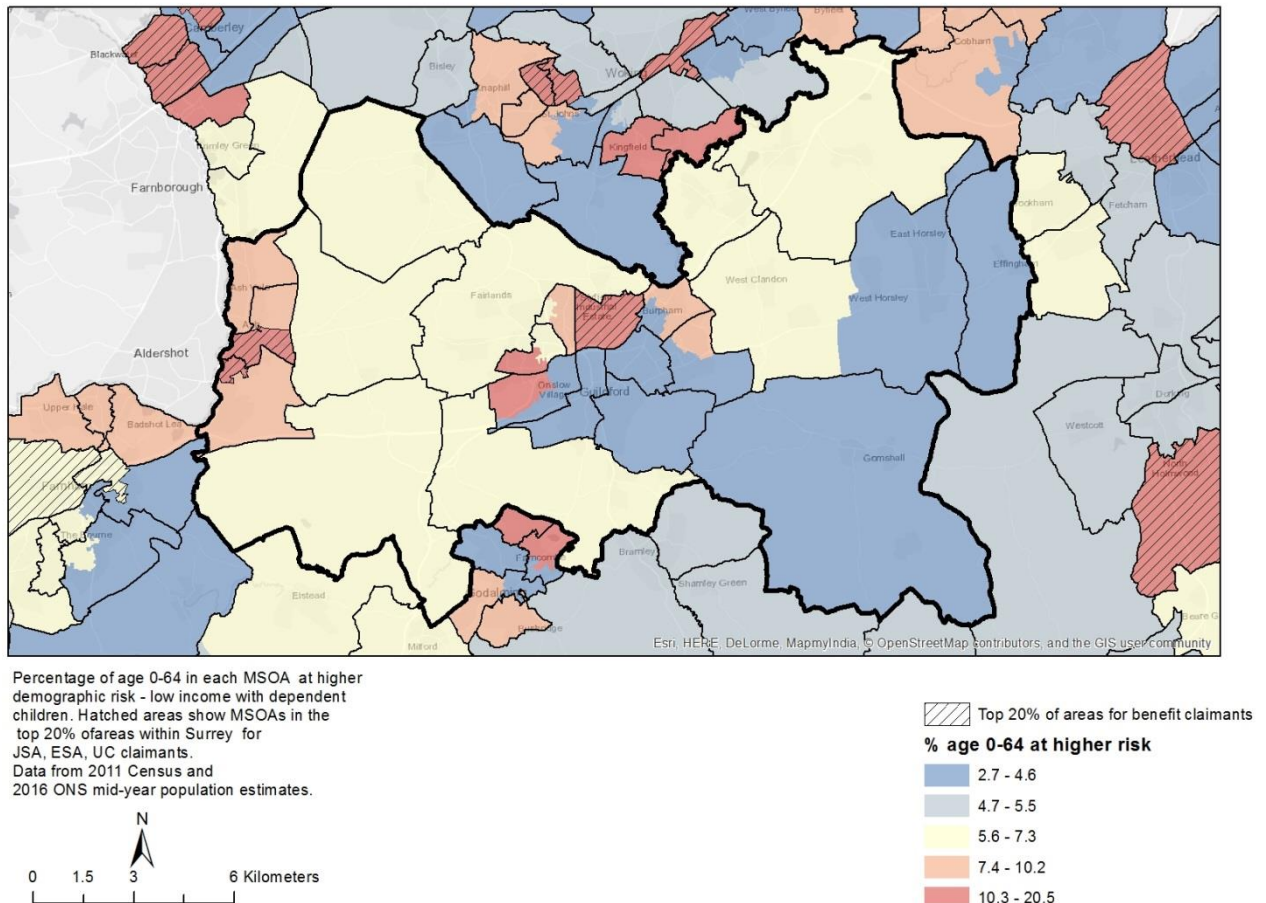 Camberley
West Byfleet
Byfleet
Blackwater
Bisley
Cobham
Knaphill
Woking
St Johns
Kingfield
Leatherhead
Farnborough
Fetcham
East Horsley
Effingham
Ash Vale
Fairlands
West Clandon
West Horsley
Industrial
Estate
Burpham
Aldershot
Onslow
Village
Guildford
Upper Hale
Badshot Lea
Dorking
Westcott
Gomshall
North
Holmwood
The Bourne
Farncombe
Bramley
Shamley Green
Elstead
Godalming
Busbridge
Milford
Esri, HERE, DeLorme, MapmyIndia, © OpenStreetMap contributors, and the GIS user community
Percentage of age 0-64 in each MSOA at higher
demographic risk - low income with dependent
children. Hatched areas show MSOAs in the
top 20% ofareas within Surrey for
JSA, ESA, UC claimants.
Data from 2011 Census and
2016 ONS mid-year population estimates.
N
0 1.5 3 6 Kilometers
Top 20% of areas for benefit claimants
% age 0-64 at higher risk
2.7 - 4.6
4.7 - 5.5
5.6 - 7.3
7.4 - 10.2
10.3 - 20.5